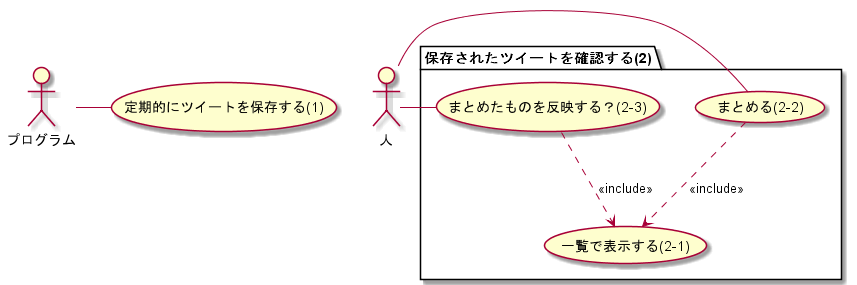 保存されたツイートを確認する(2)
プログラム
定期的にツイートを保存する(1)
人
まとめたものを反映する？(2-3)
まとめる(2-2)
«include»
«include»
一覧で表示する(2-1)